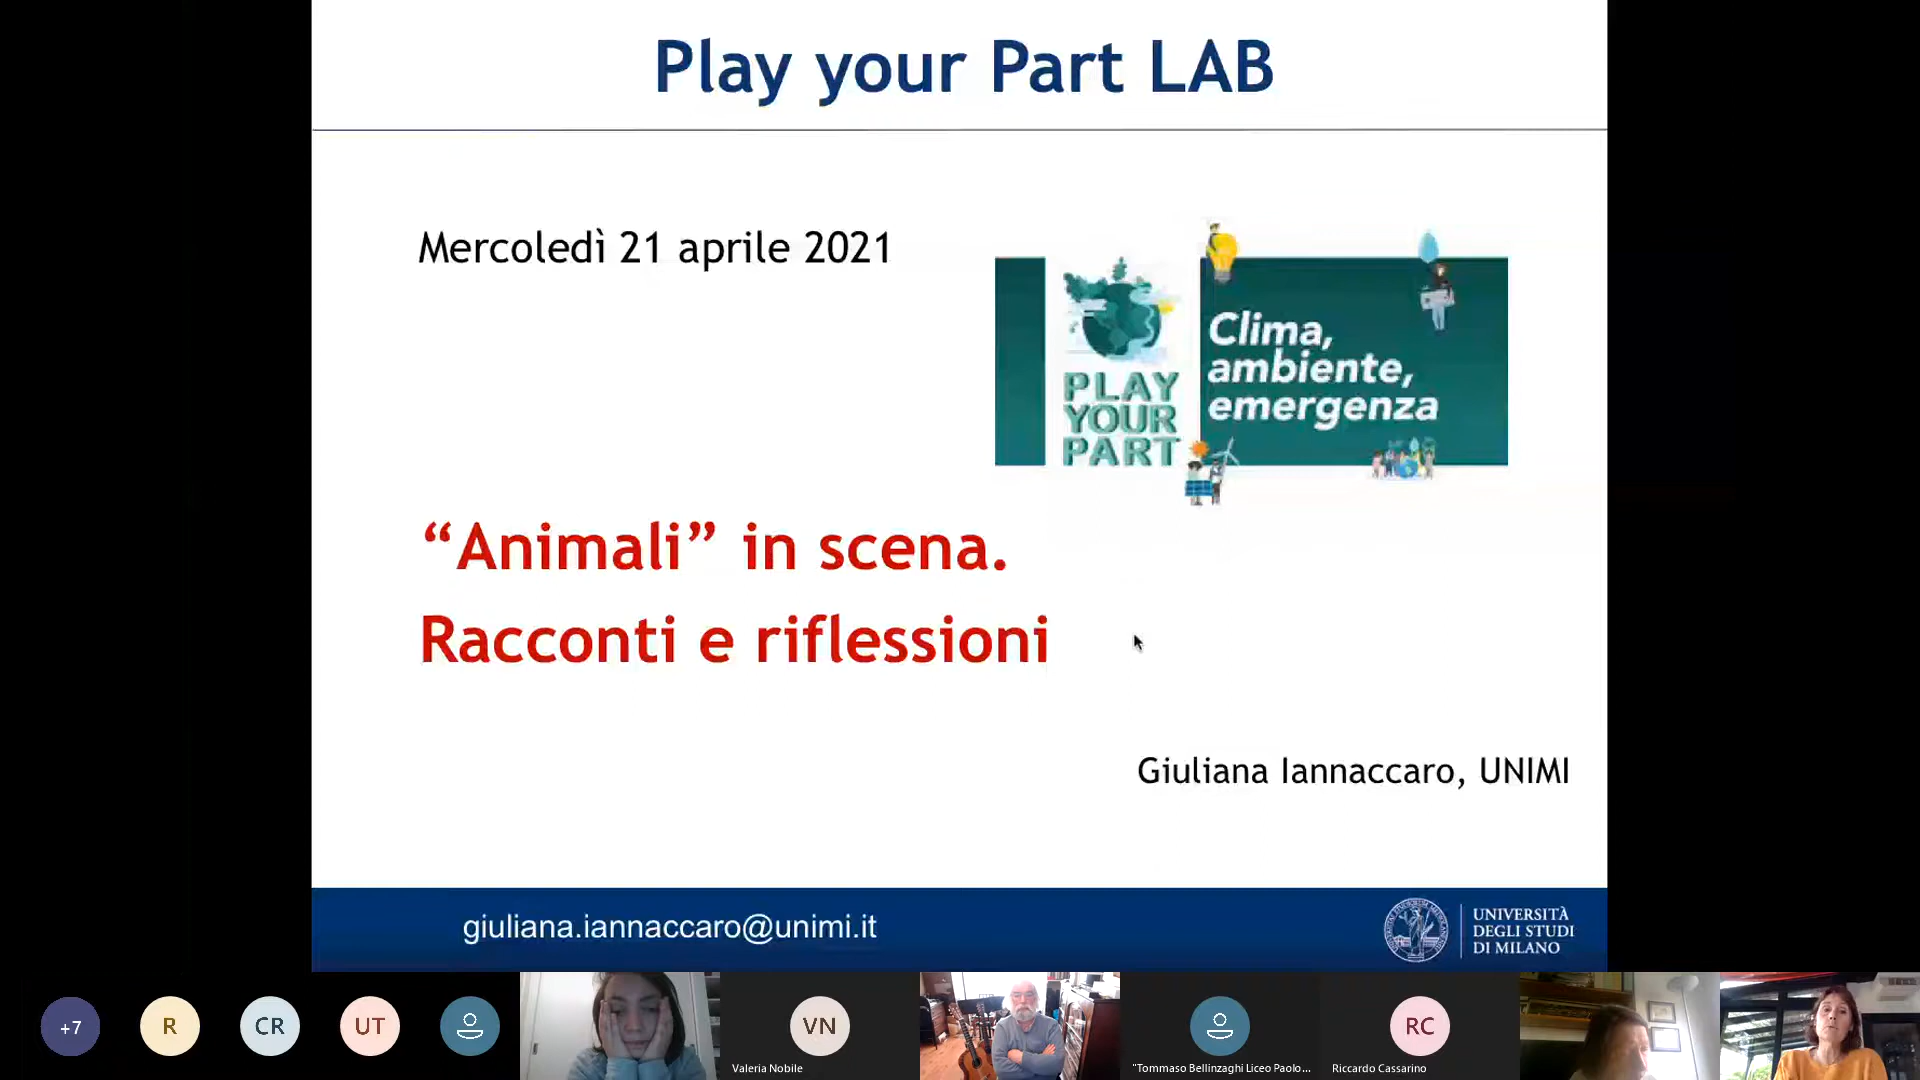 Play your Part LAB
Mercoledì 21 aprile 2021
PLAY
YOUR
PART
Clima,
ambiente,
emergenza
“Animali” in scena.
Racconti e riflessioni
Giuliana Iannaccaro, UNIMI
giuliana.iannaccaro@unimi.it
UNIVERSITÀ
DEGLI STUDI
DI MILANO
+7
R
CR
UT
VN
Valeria Nobile
"Tommaso Bellinzaghi Liceo Paolo...
RC
Riccardo Cassarino